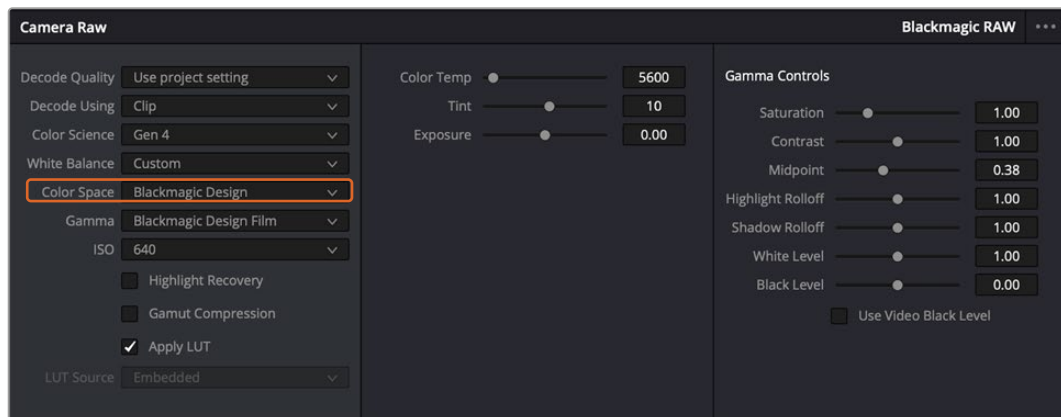 Camera Raw
Blackmagic RAW
Decode Quality Use project setting
Decode Using Clip
Color Science Gen 4
White Balance Custom
Color Space Blackmagic Design
Gamma Blackmagic Design Film
ISO 640
Highlight Recovery
Gamut Compression
Apply LUT
LUT Source Embedded
Color Temp 5600
Tint 10
Exposure 0.00
Gamma Controls
Saturation 1.00
Contrast 1.00
Midpoint 0.38
Highlight Rolloff 1.00
Shadow Rolloff 1.00
White Level 1.00
Black Level 0.00
Use Video Black Level